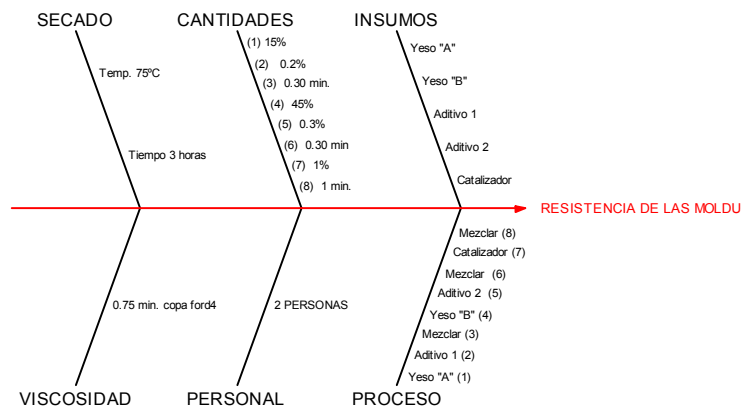 SECADO
CANTIDADES
INSUMOS
Temp. 75ºC
Tiempo 3 horas
(1) 15%
(2) 0.2%
(3) 0.30 min.
(4) 45%
(5) 0.3%
(6) 0.30 min
(7) 1%
(8) 1 min.
Yeso "A"
Yeso "B"
Aditivo 1
Aditivo 2
Catalizador
RESISTENCIA DE LAS MOLDU
0.75 min. copa ford4
2 PERSONAS
Mezclar (8)
Catalizador (7)
Mezclar (6)
Aditivo 2 (5)
Yeso "B" (4)
Mezclar (3)
Aditivo 1 (2)
Yeso "A" (1)
VISCOSIDAD
PERSONAL
PROCESO